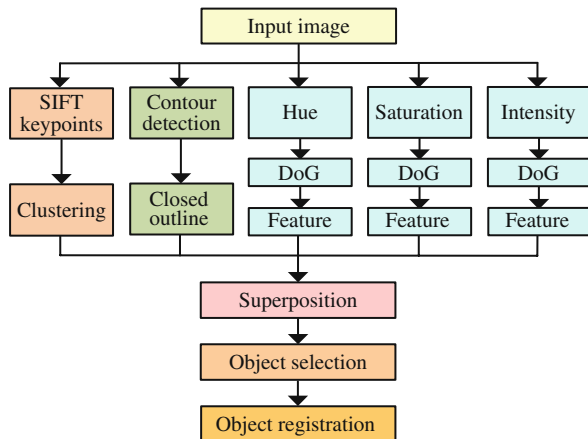 Input image
SIFT
keypoints
Contour
detection
Hue
Saturation
Intensity
DoG
DoG
DoG
Clustering
Closed
outline
Feature
Feature
Feature
Superposition
Object selection
Object registration